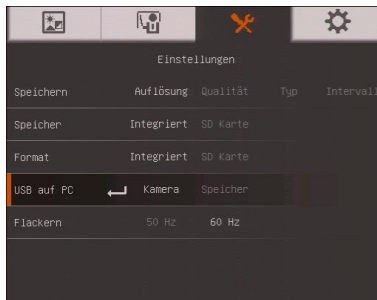 Einstellungen
Speichern Auflösung Qualität Typ Intervall
Speicher Integriert SD Karte
Format Integriert SD Karte
USB auf PC Kamera Speicher
Flackern 50 Hz 60 Hz